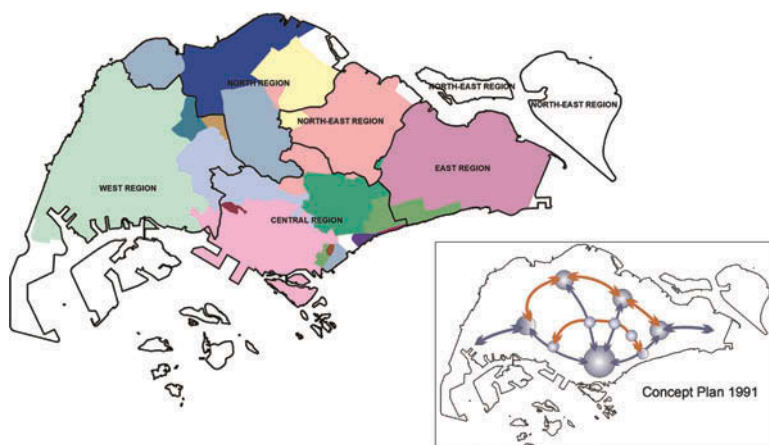 NORTH REGION
NORTH-EAST REGION
NORTH-EAST REGION
NORTH-EAST REGION
EAST REGION
WEST REGION
CENTRAL REGION
Concept Plan 1991